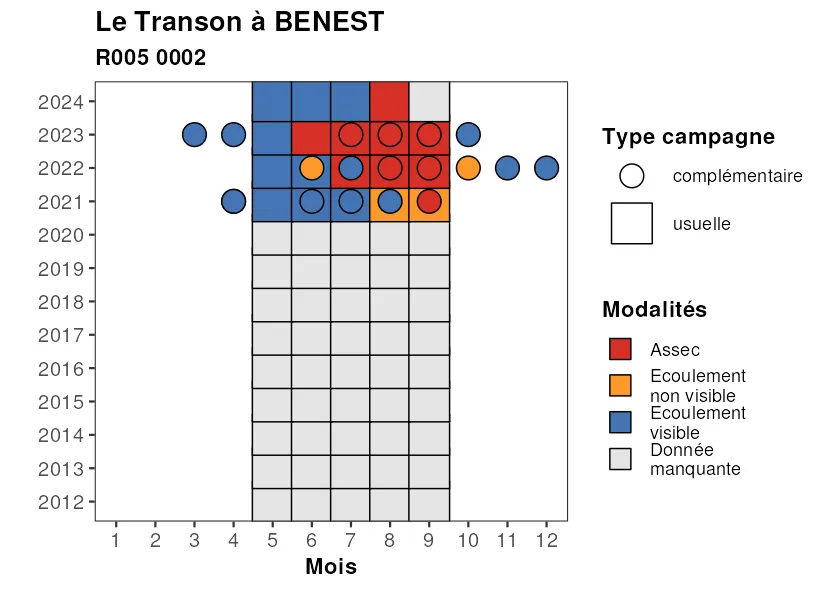 Le Transon à BENEST
R005 0002
2024
2023
2022
2021
2020
2019
2018
2017
2016
2015
2014
2013
2012
1 2 3 4 5 6 7 8 9 10 11 12
Mois
Type campagne
complémentaire
usuelle
Modalités
Assec
Ecoulement
non visible
Ecoulement
visible
Donnée
manquante